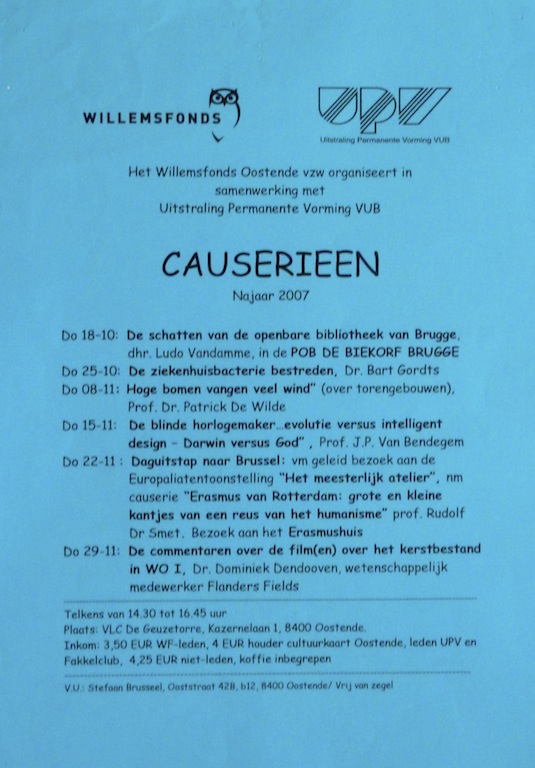 WILLEMSFONDS
UPV
Uitstraling Permanente Vorming VUB
Het Willemsfonds Oostende vzw organiseert in
samenwerking met
Uitstraling Permanente Vorming VUB
CAUSERIEEN
Najaar 2007
Do 18-10: De schatten van de openbare bibliotheek van Brugge,
dhr. Ludo Vandamme, in de POB DE BIEKORF BRUGGE
Do 25-10: De ziekenhuisbacterie bestreden, Dr. Bart Gordts
Do 08-11: Hoge bomen vangen veel wind" (over torengebouwen),
Prof. Dr. Patrick De Wilde
Do 15-11: De blinde horlogemaker...evolutie versus intelligent
design - Darwin versus God" , Prof. J.P. Van Bendegem
Do 22-11 : Daguitstap naar Brussel: vm geleid bezoek aan de
Europaliatentoonstelling "Het meesterlijk atelier", nm
causerie "Erasmus van Rotterdam: grote en kleine
kantjes van een reus van het humanisme" prof. Rudolf
Dr Smet. Bezoek aan het Erasmushuis
Do 29-11: De commentaren over de film(en) over het kerstbestand
in WO I, Dr. Dominiek Dendooven, wetenschappelijk
medewerker Flanders Fields
Telkens van 14.30 tot 16.45 uur
Plaats: VLC De Geuzetorre, Kazernelaan 1, 8400 Oostende.
Inkom: 3,50 EUR WF-leden, 4 EUR houder cultuurkaart Oostende, leden UPV en
Fakkelclub, 4,25 EUR niet-leden, koffie inbegrepen
V.U.: Stefaan Brusseel, Ooststraat 42B, b12, 8400 Oostende/ Vrij van zegel